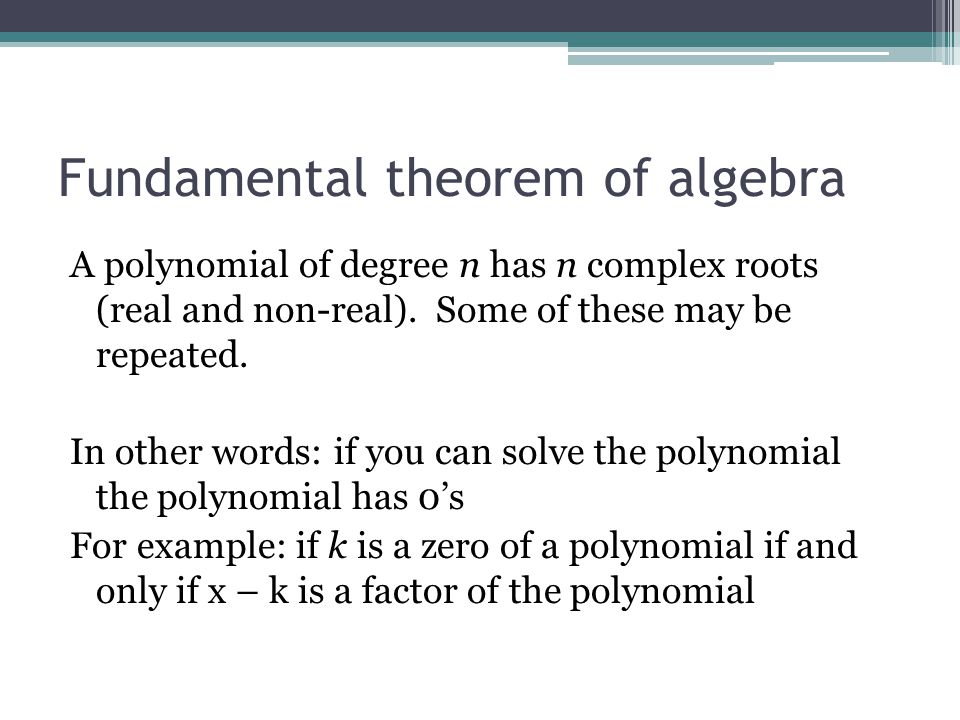 Fundamental theorem of algebra
A polynomial of degree n has n complex roots
(real and non-real).  Some of these may be
repeated.
In other words: if you can solve the polynomial
the polynomial has 0’s
For example: if k is a zero of a polynomial if and
only if x – k is a factor of the polynomial